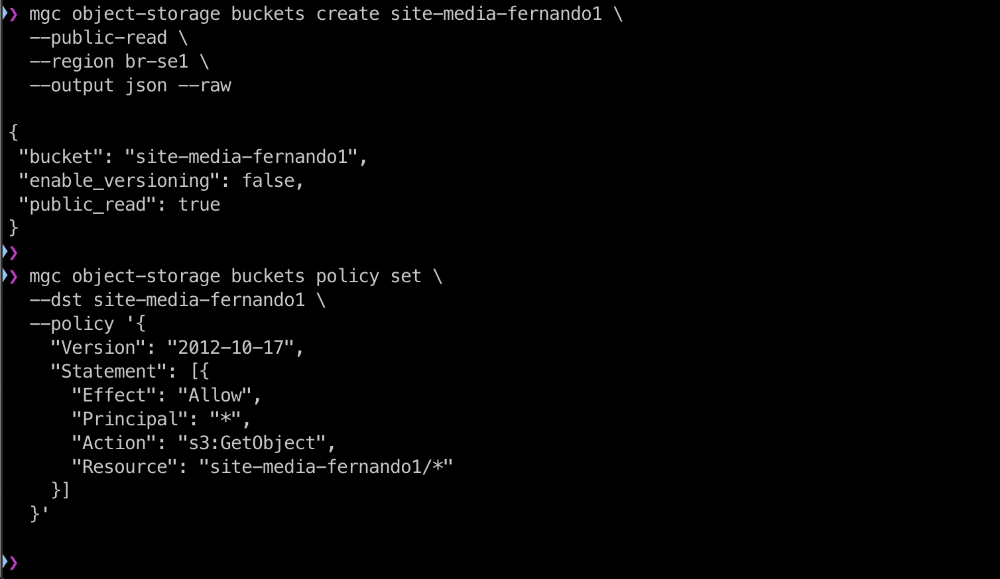 ❯ mgc object-storage buckets create site-media-fernando1 \
  --public-read \
  --region br-se1 \
  --output json --raw

{
 "bucket": "site-media-fernando1",
 "enable_versioning": false,
 "public_read": true
}
❯
❯ mgc object-storage buckets policy set \
  --dst site-media-fernando1 \
  --policy '{
    "Version": "2012-10-17",
    "Statement": [{
      "Effect": "Allow",
      "Principal": "*",
      "Action": "s3:GetObject",
      "Resource": "site-media-fernando1/*"
    }]
  }'

❯